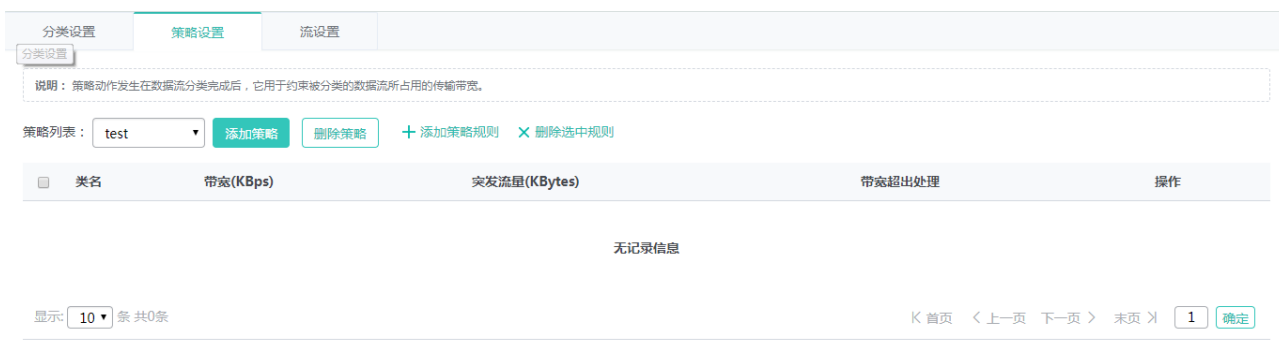 分类设置 策略设置 流设置
分类设置
说明： 策略动作发生在数据流分类完成后，它用于约束被分类的数据流所占用的传输带宽。
策略列表： test 添加策略 删除策略 添加策略规则 删除选中规则
类名 带宽(KBps) 突发流量(KBytes) 带宽超出处理 操作
无记录信息
显示: 10 条 共0条 首页 上一页 下一页 末页 1 确定